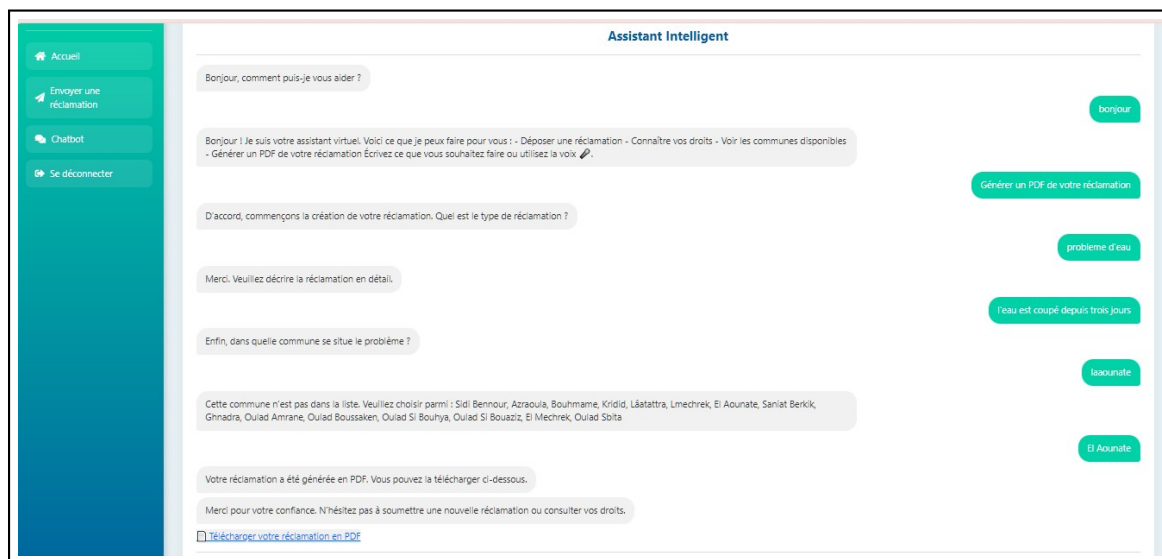 Assistant Intelligent
Accueil
Envoyer une
réclamation
Chatbot
Se déconnecter
Bonjour, comment puis-je vous aider ?
bonjour
Bonjour ! Je suis votre assistant virtuel. Voici ce que je peux faire pour vous : - Déposer une réclamation - Connaître vos droits - Voir les communes disponibles
- Générer un PDF de votre réclamation Écrivez ce que vous souhaitez faire ou utilisez la voix 🎤.
Générer un PDF de votre réclamation
D'accord, commençons la création de votre réclamation. Quel est le type de réclamation ?
probleme d'eau
Merci. Veuillez décrire la réclamation en détail.
l'eau est coupé depuis trois jours
Enfin, dans quelle commune se situe le problème ?
laaounate
Cette commune n'est pas dans la liste. Veuillez choisir parmi : Sidi Bennour, Azraoula, Bouhmame, Kridid, Láatattra, Lmechrek, El Aounate, Saniat Berkik,
Ghnadra, Oulad Amrane, Oulad Boussaken, Oulad Si Bouhya, Oulad Si Bouaziz, El Mechrek, Oulad Sbita
El Aounate
Votre réclamation a été générée en PDF. Vous pouvez la télécharger ci-dessous.
Merci pour votre confiance. N'hésitez pas à soumettre une nouvelle réclamation ou consulter vos droits.
Télécharger votre réclamation en PDF